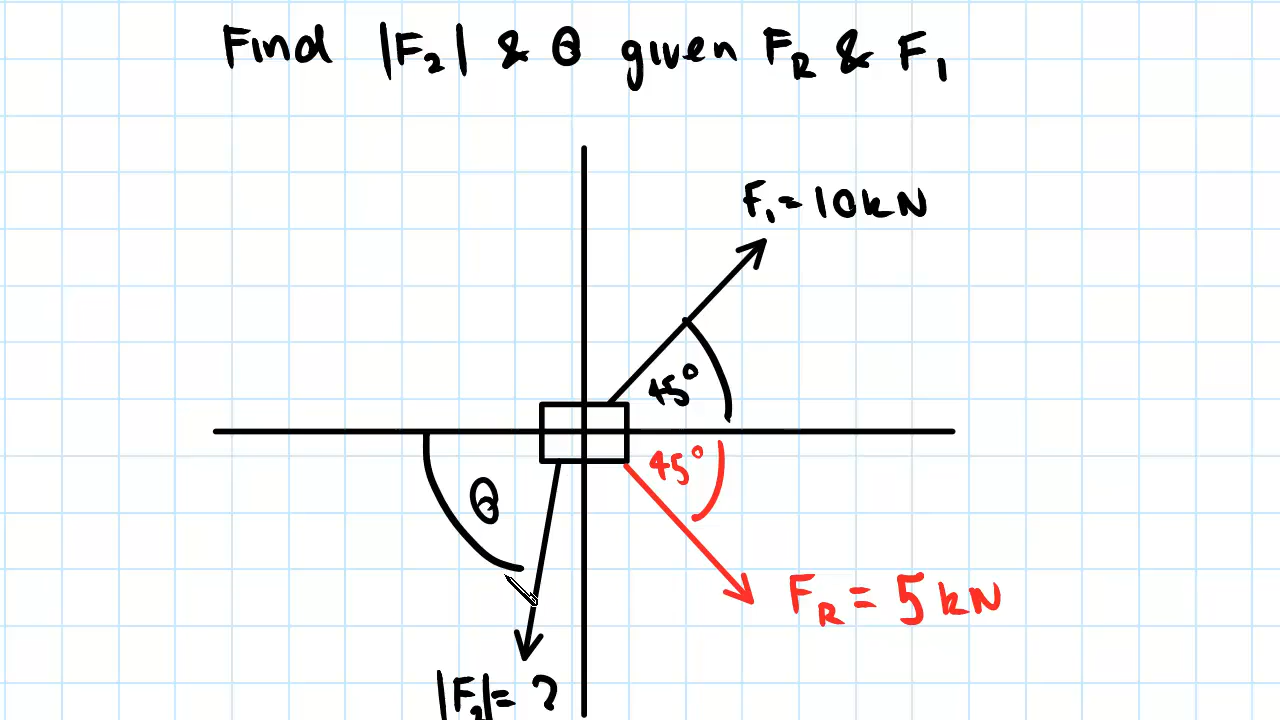 Find |F₂| & θ given F_R & F₁
F₁ = 10kN
45°
45°
θ
F_R = 5kN
|F₂| = ?